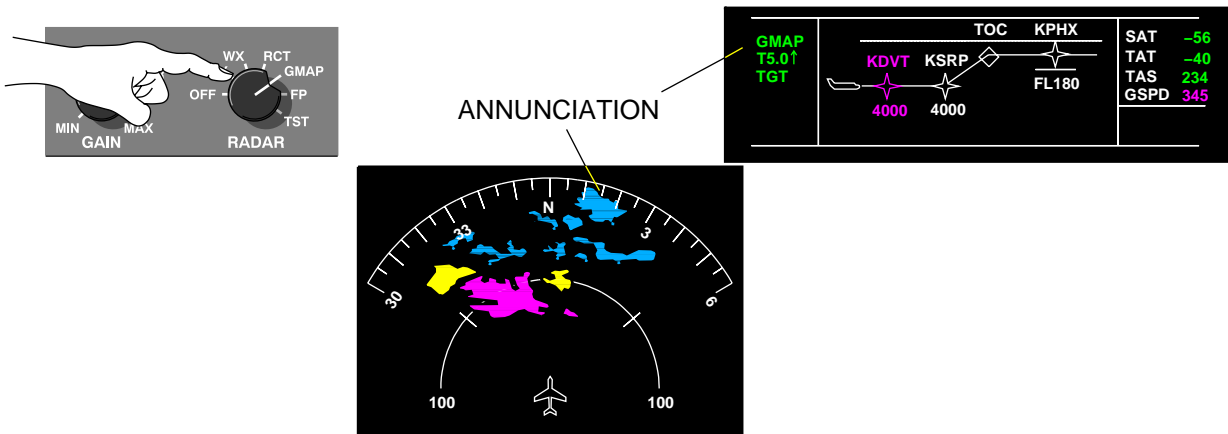 WX
RCT
GMAP
OFF
FP
TST
MIN
MAX
GAIN
RADAR
ANNUNCIATION
GMAP
T5.0↑
TGT
TOC
KPHX
KDVT
KSRP
FL180
4000
4000
SAT -56
TAT -40
TAS 234
GSPD 345
N
33
3
30
6
100
100